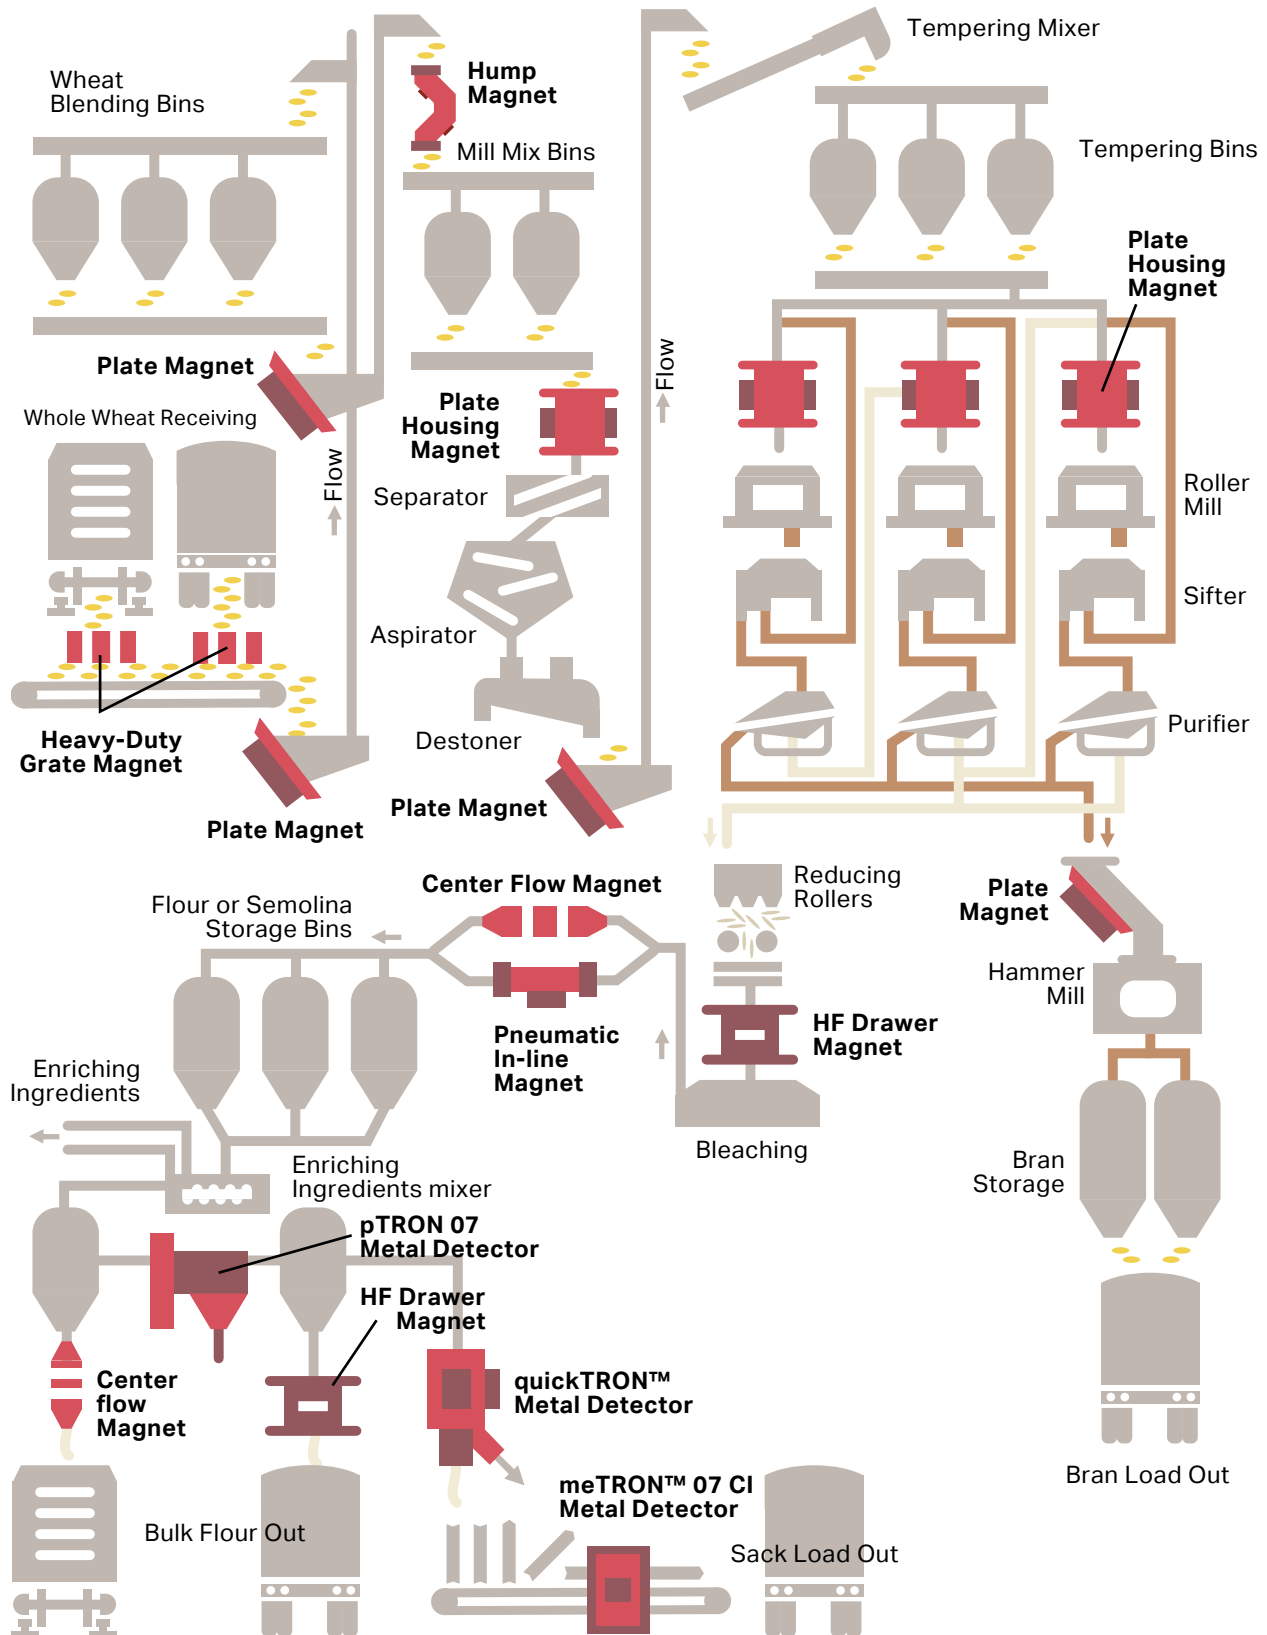 Tempering Mixer
Wheat
Blending Bins
Hump
Magnet
Mill Mix Bins
Tempering Bins
Plate
Housing
Magnet
Plate Magnet
Flow
Whole Wheat Receiving
Plate
Housing
Magnet
Flow
Separator
Roller
Mill
Sifter
Aspirator
Purifier
Destoner
Heavy-Duty
Grate Magnet
Plate Magnet
Plate Magnet
Center Flow Magnet
Reducing
Rollers
Plate
Magnet
Flour or Semolina
Storage Bins
Hammer
Mill
HF Drawer
Magnet
Pneumatic
In-line
Magnet
Enriching
Ingredients
Bleaching
Bran
Storage
Enriching
Ingredients mixer
pTRON 07
Metal Detector
HF Drawer
Magnet
Center
flow
Magnet
quickTRON™
Metal Detector
Bran Load Out
meTRON™ 07 CI
Metal Detector
Bulk Flour Out
Sack Load Out